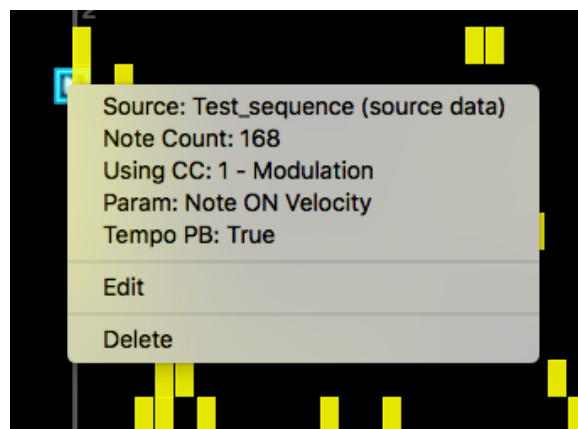 2
Source: Test_sequence (source data)
Note Count: 168
Using CC: 1 - Modulation
Param: Note ON Velocity
Tempo PB: True
Edit
Delete